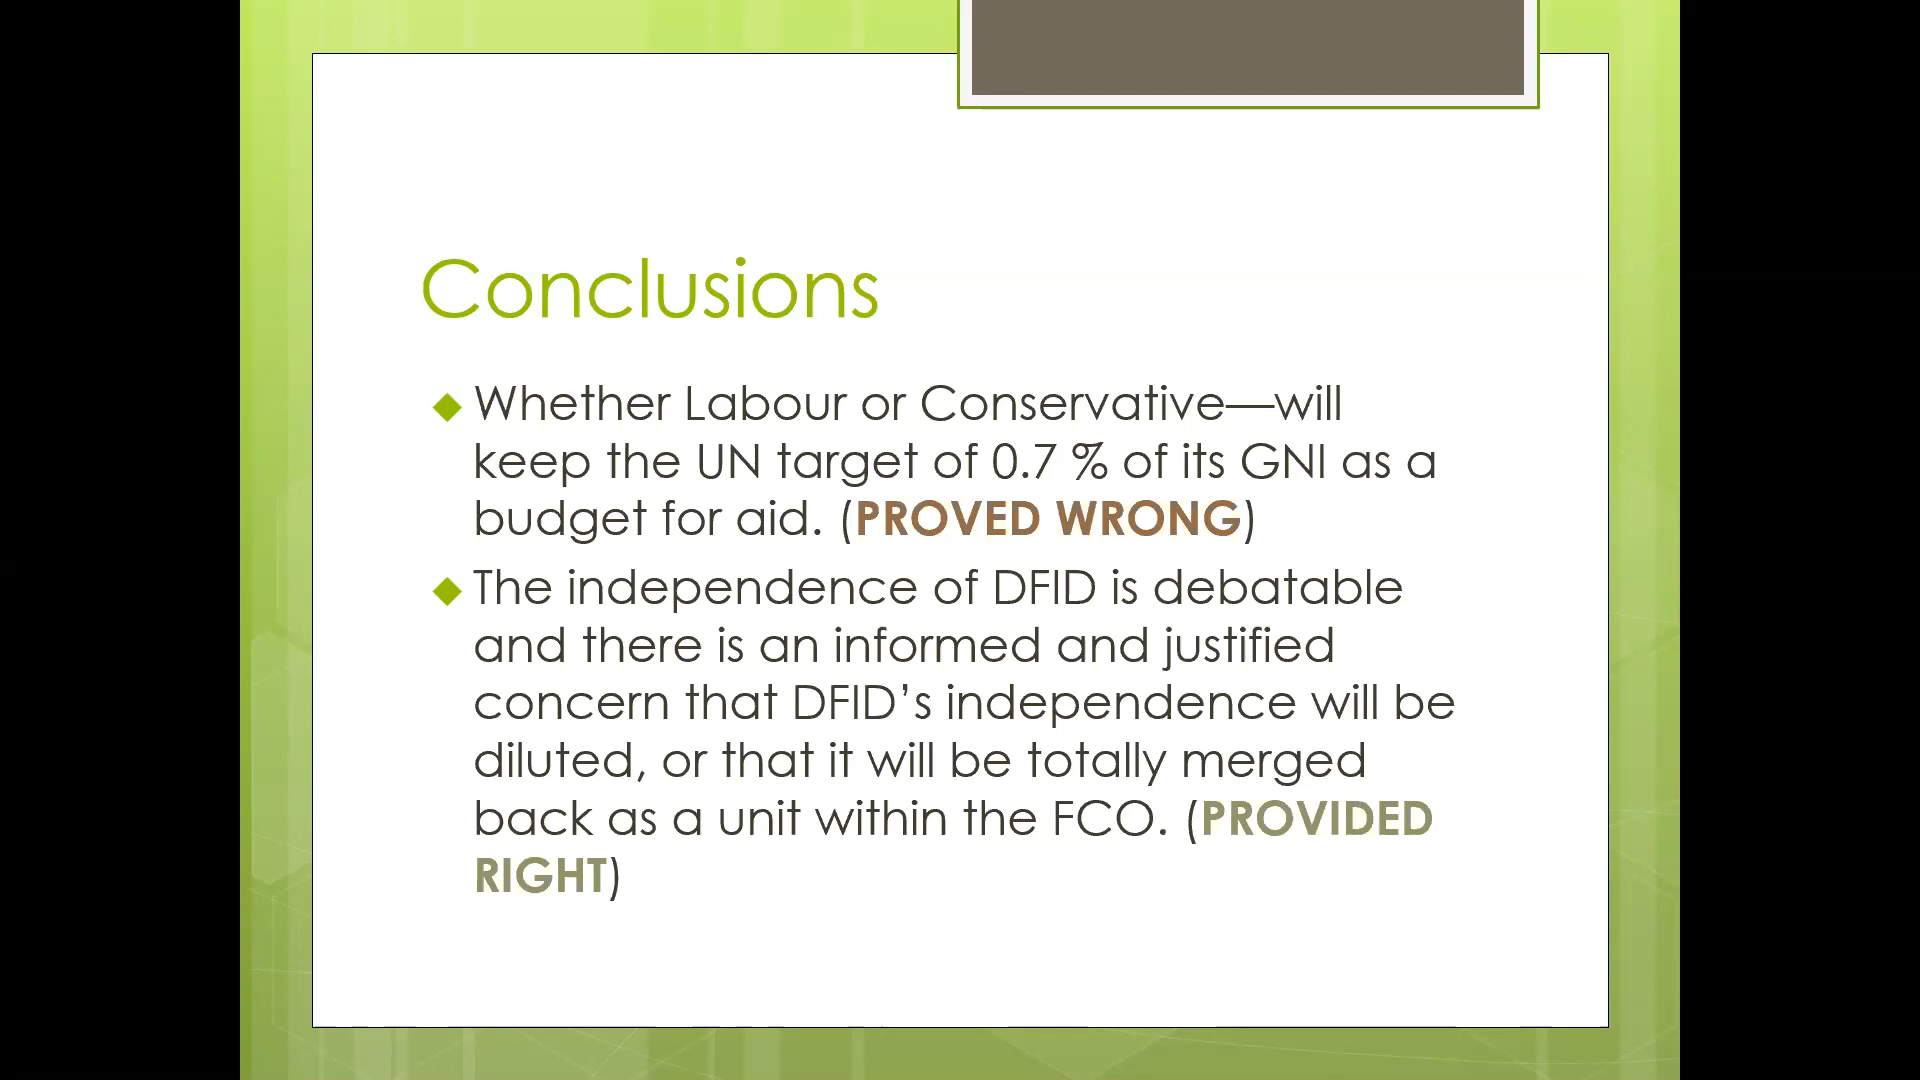 Conclusions
Whether Labour or Conservative—will
keep the UN target of 0.7 % of its GNI as a
budget for aid. (PROVED WRONG)
The independence of DFID is debatable
and there is an informed and justified
concern that DFID’s independence will be
diluted, or that it will be totally merged
back as a unit within the FCO. (PROVIDED
RIGHT)